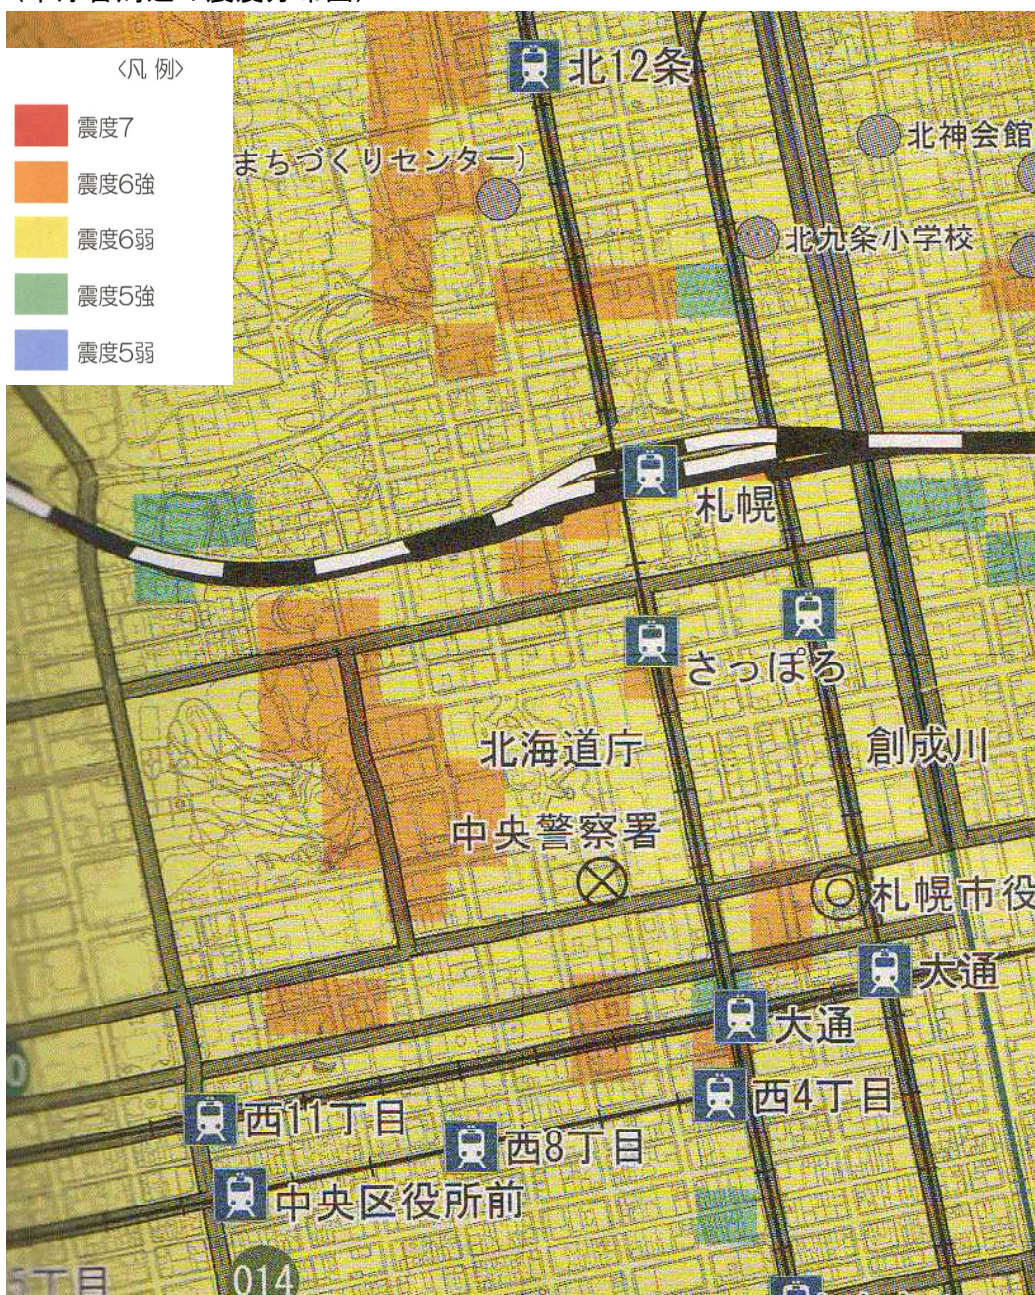 〈凡 例〉
震度7
震度6強
震度6弱
震度5強
震度5弱
北12条
北神会館
まちづくりセンター)
北九条小学校
札幌
さっぽろ
北海道庁
創成川
中央警察署
札幌市役
大通
大通
西4丁目
西11丁目
西8丁目
中央区役所前
丁目
014